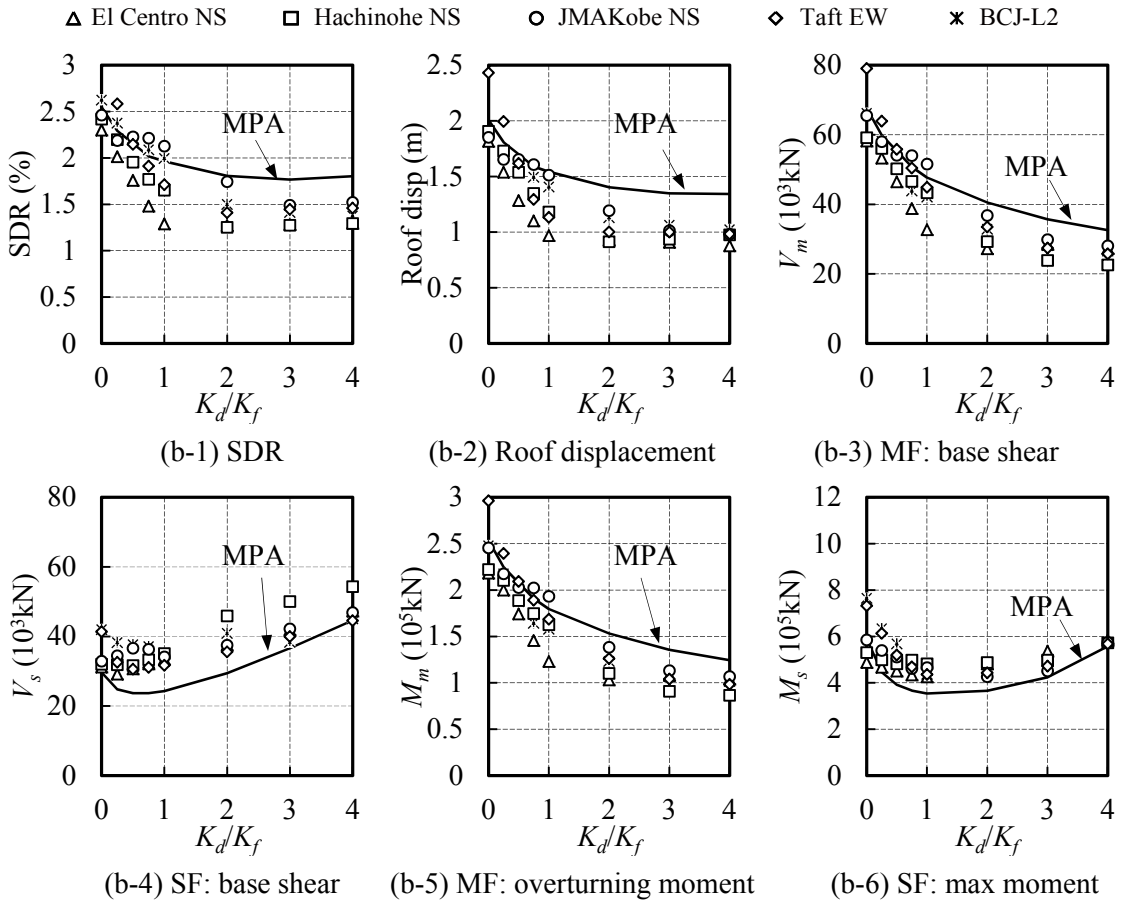 El Centro NS Hachinohe NS JMAKobe NS Taft EW BCJ-L2
SDR (%)
3
2.5
2
1.5
1
0.5
0
MPA
0 1 2 3 4
K_d/K_f
(b-1) SDR
Roof disp (m)
2.5
2
1.5
1
0.5
0
MPA
0 1 2 3 4
K_d/K_f
(b-2) Roof displacement
V_m (10³kN)
80
60
40
20
0
MPA
0 1 2 3 4
K_d/K_f
(b-3) MF: base shear
V_s (10³kN)
80
60
40
20
0
MPA
0 1 2 3 4
K_d/K_f
(b-4) SF: base shear
M_m (10⁵kN)
3
2.5
2
1.5
1
0.5
0
MPA
0 1 2 3 4
K_d/K_f
(b-5) MF: overturning moment
M_s (10⁵kN)
12
10
8
6
4
2
0
MPA
0 1 2 3 4
K_d/K_f
(b-6) SF: max moment